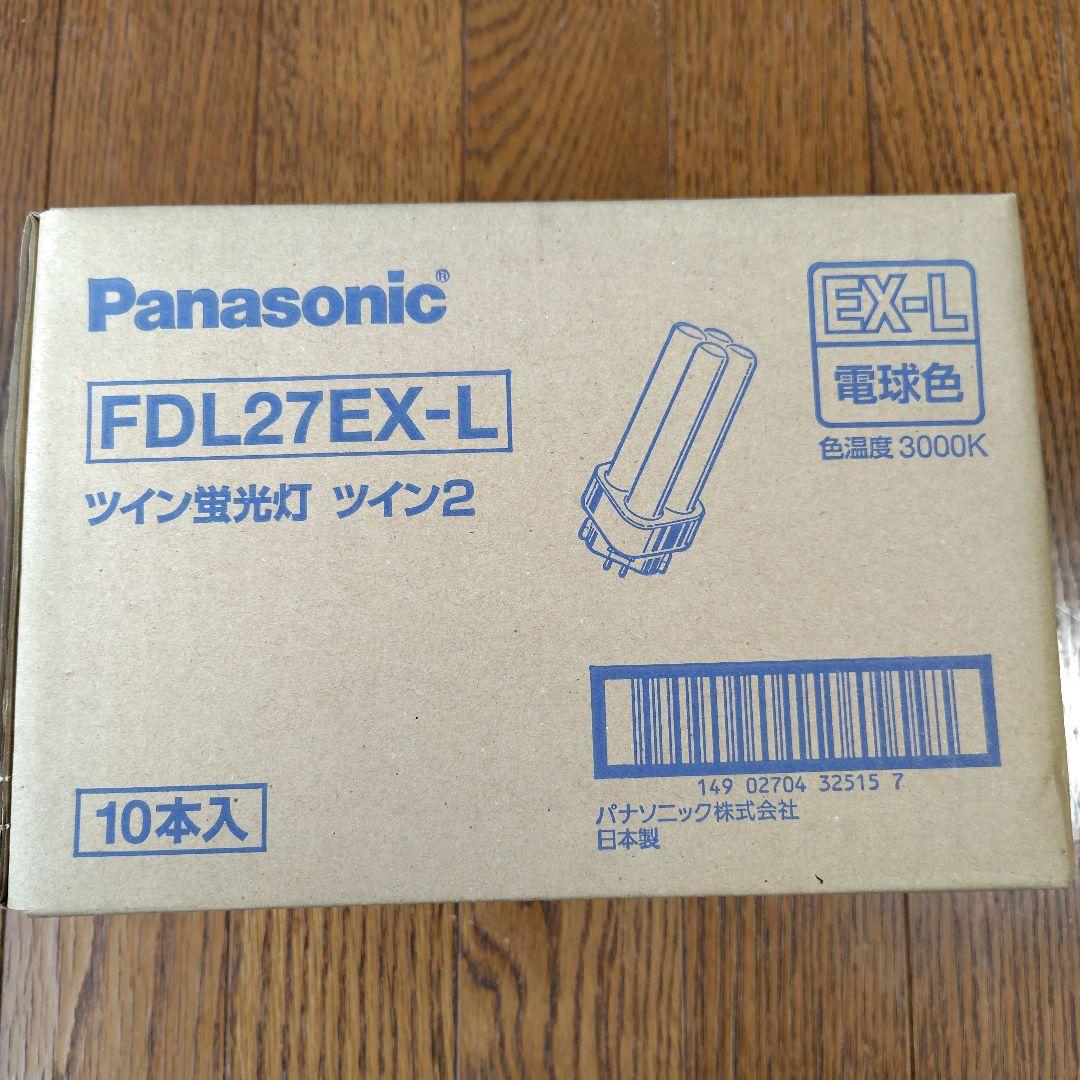 Panasonic®
FDL27EX-L
ツイン蛍光灯 ツイン2
EX-L
電球色
色温度 3000K
10本入
149 02704 32515 7
パナソニック株式会社
日本製